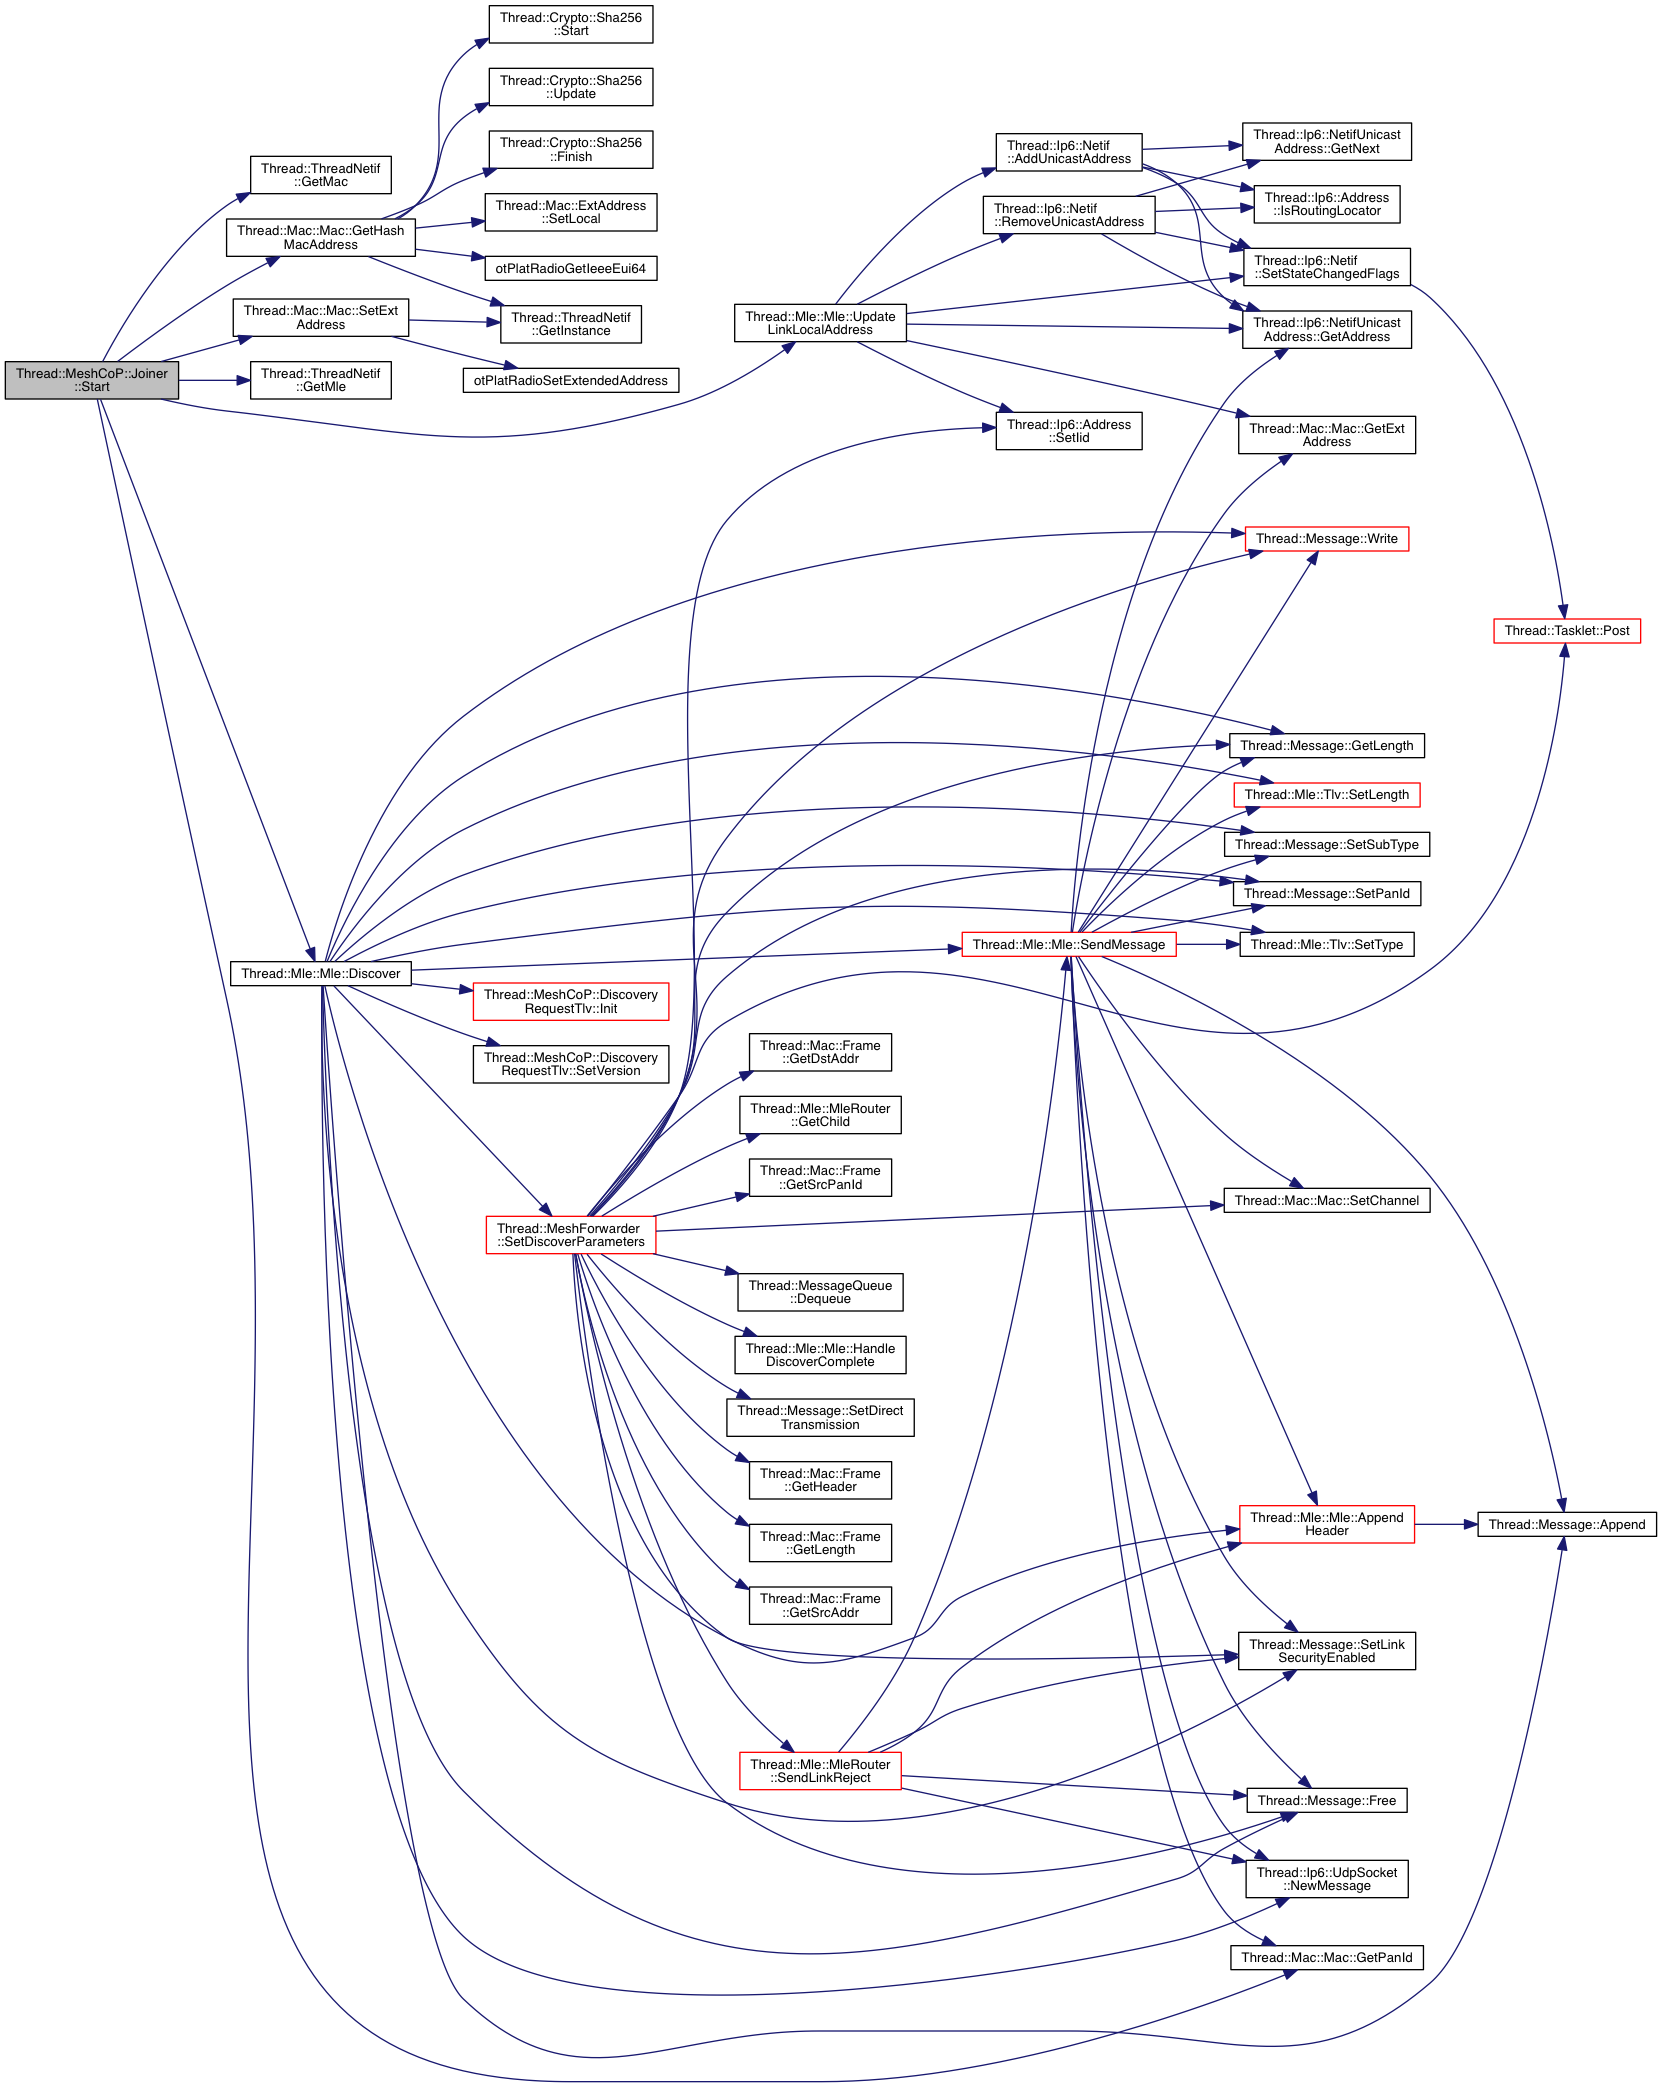 Thread::MeshCoP::Joiner
::Start
Thread::ThreadNetif
::GetMac
Thread::Mac::Mac::GetHash
MacAddress
Thread::Mac::Mac::SetExt
Address
Thread::ThreadNetif
::GetMle
Thread::Mle::Mle::Discover
Thread::Crypto::Sha256
::Start
Thread::Crypto::Sha256
::Update
Thread::Crypto::Sha256
::Finish
Thread::Mac::ExtAddress
::SetLocal
otPlatRadioGetIeeeEui64
Thread::ThreadNetif
::GetInstance
otPlatRadioSetExtendedAddress
Thread::MeshCoP::Discovery
RequestTlv::Init
Thread::MeshCoP::Discovery
RequestTlv::SetVersion
Thread::MeshForwarder
::SetDiscoverParameters
Thread::Mle::Mle::Update
LinkLocalAddress
Thread::Mac::Frame
::GetDstAddr
Thread::Mle::MleRouter
::GetChild
Thread::Mac::Frame
::GetSrcPanId
Thread::MessageQueue
::Dequeue
Thread::Mle::Mle::Handle
DiscoverComplete
Thread::Message::SetDirect
Transmission
Thread::Mac::Frame
::GetHeader
Thread::Mac::Frame
::GetLength
Thread::Mac::Frame
::GetSrcAddr
Thread::Mle::MleRouter
::SendLinkReject
Thread::Ip6::Netif
::AddUnicastAddress
Thread::Ip6::Netif
::RemoveUnicastAddress
Thread::Ip6::Address
::SetIid
Thread::Mle::Mle::SendMessage
Thread::Ip6::NetifUnicast
Address::GetNext
Thread::Ip6::Address
::IsRoutingLocator
Thread::Ip6::Netif
::SetStateChangedFlags
Thread::Ip6::NetifUnicast
Address::GetAddress
Thread::Mac::Mac::GetExt
Address
Thread::Message::Write
Thread::Message::GetLength
Thread::Mle::Tlv::SetLength
Thread::Message::SetSubType
Thread::Message::SetPanId
Thread::Mle::Tlv::SetType
Thread::Mac::Mac::SetChannel
Thread::Mle::Mle::Append
Header
Thread::Message::SetLink
SecurityEnabled
Thread::Message::Free
Thread::Ip6::UdpSocket
::NewMessage
Thread::Mac::Mac::GetPanId
Thread::Tasklet::Post
Thread::Message::Append